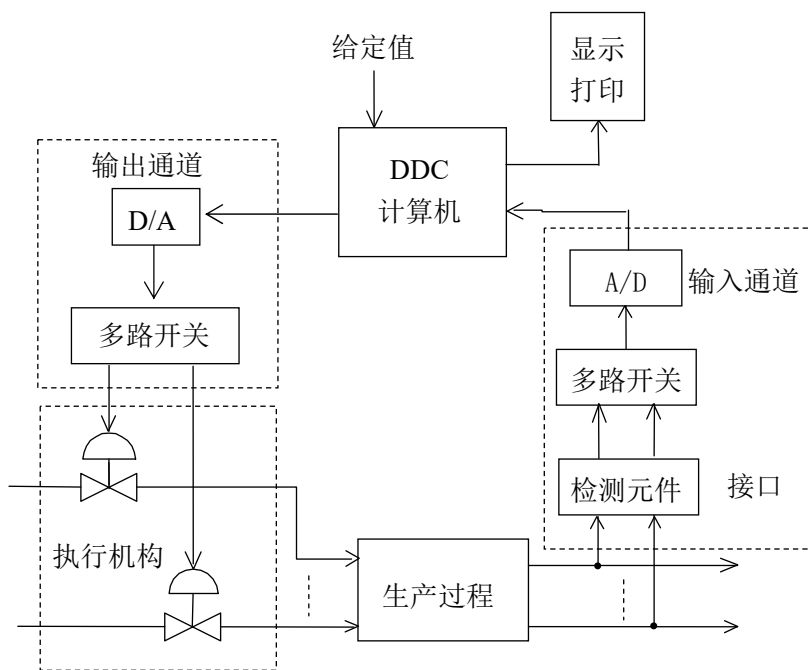 给定值
显示
打印
DDC
计算机
输出通道
D/A
多路开关
A/D
输入通道
多路开关
检测元件
接口
执行机构
生产过程